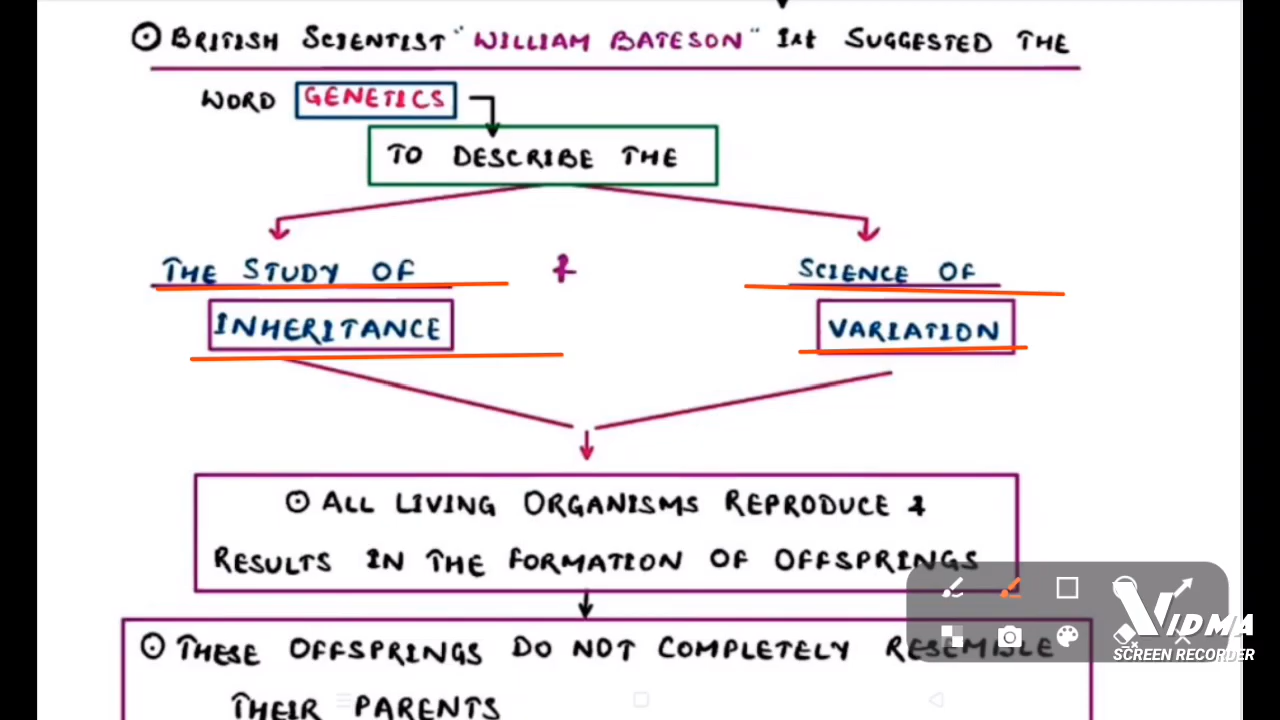 ⊙ BRITISH SCIENTIST "WILLIAM BATESON" Ist SUGGESTED THE
WORD GENETICS
TO DESCRIBE THE
THE STUDY OF & SCIENCE OF
INHERITANCE VARIATION
⊙ ALL LIVING ORGANISMS REPRODUCE &
RESULTS IN THE FORMATION OF OFFSPRINGS
⊙ THESE OFFSPRINGS DO NOT COMPLETELY RESEMBLE
THEIR PARENTS
VIDMA
SCREEN RECORDER